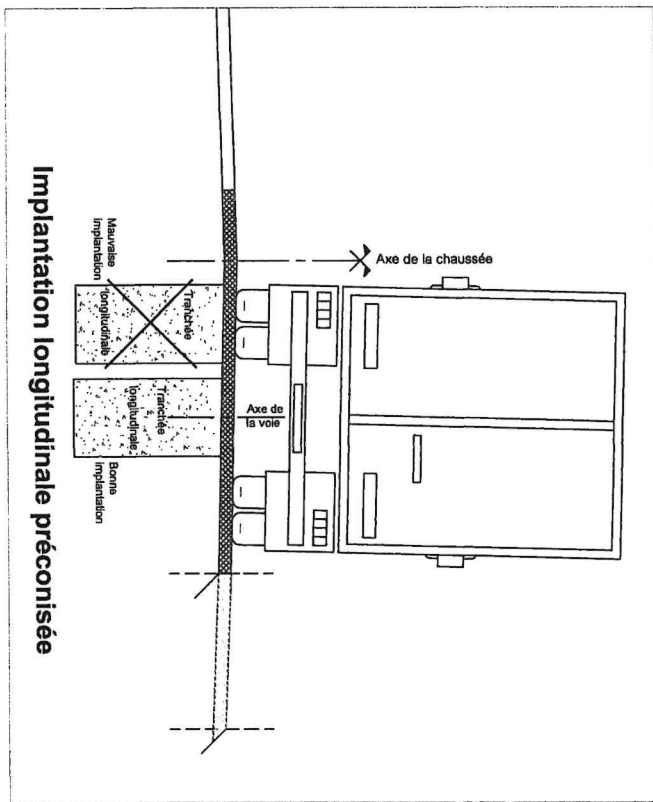 Axe de la chaussée
Axe de
la voie
Tranchée
longitudinale
Tranchée
longitudinale
Mauvaise
implantation
Bonne
implantation
Implantation longitudinale préconisée